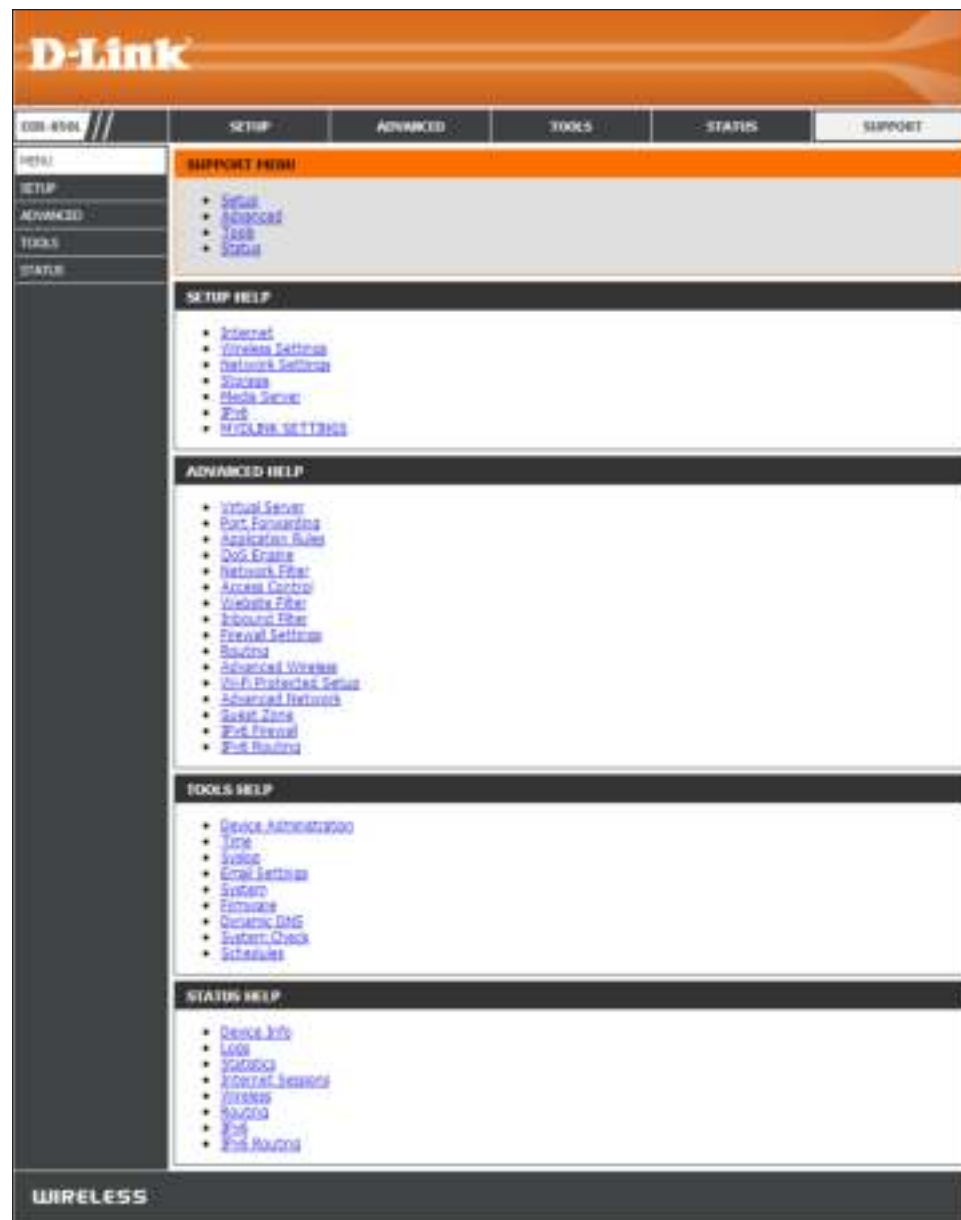 D-Link
SETUP
ADVANCED
TOOLS
STATUS
SUPPORT
MENU
SETUP
ADVANCED
TOOLS
STATUS
SUPPORT MENU
Setup
Advanced
Tools
Status
SETUP HELP
Internet
Wireless Settings
Network Settings
Storage
Media Server
IPv6
MYDLINK SETTINGS
ADVANCED HELP
Virtual Server
Port Forwarding
Application Rules
QoS Engine
Network Filter
Access Control
Website Filter
Inbound Filter
Firewall Settings
Routing
Advanced Wireless
Wi-Fi Protected Setup
Advanced Network
Guest Zone
IPv6 Firewall
IPv6 Routing
TOOLS HELP
Device Administration
Time
Syslog
Email Settings
System
Firmware
Dynamic DNS
System Check
Schedules
STATUS HELP
Device Info
Logs
Statistics
Internet Sessions
Wireless
Routing
IPv6
IPv6 Routing
WIRELESS